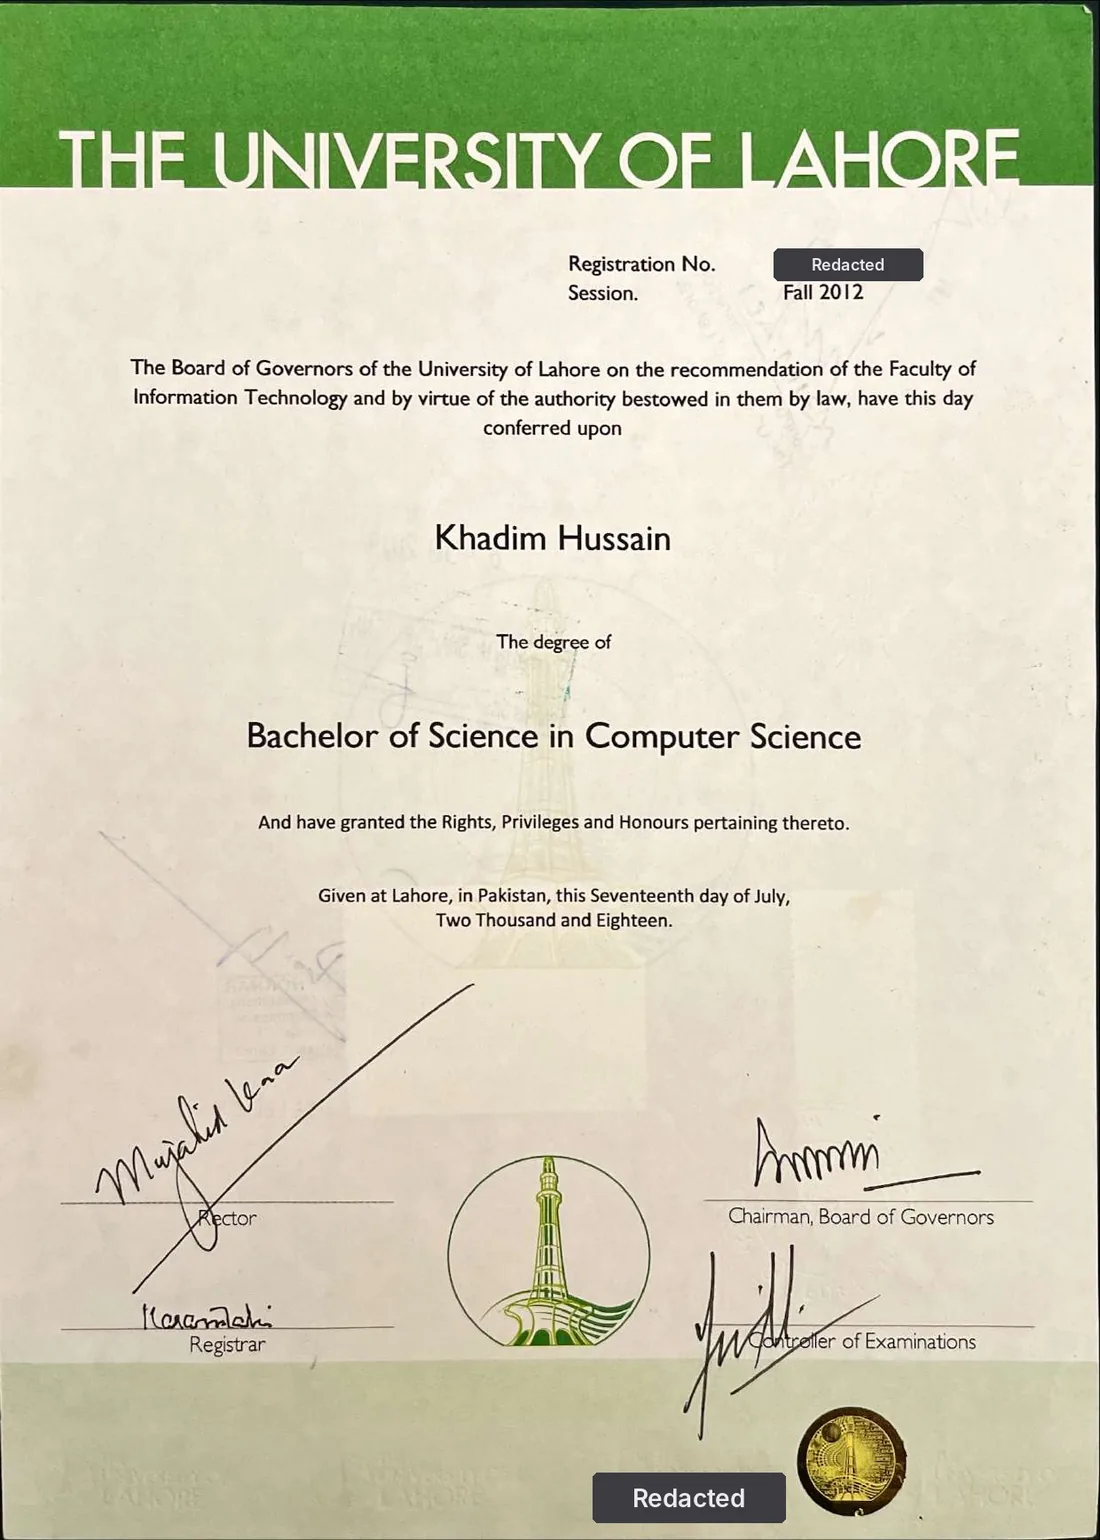 THE UNIVERSITY OF LAHORE
Registration No. Redacted
Session. Fall 2012
The Board of Governors of the University of Lahore on the recommendation of the Faculty of
Information Technology and by virtue of the authority bestowed in them by law, have this day
conferred upon
Khadim Hussain
The degree of
Bachelor of Science in Computer Science
And have granted the Rights, Privileges and Honours pertaining thereto.
Given at Lahore, in Pakistan, this Seventeenth day of July,
Two Thousand and Eighteen.
Mujahid
Rector
Chairman, Board of Governors
Registrar
Controller of Examinations
Redacted